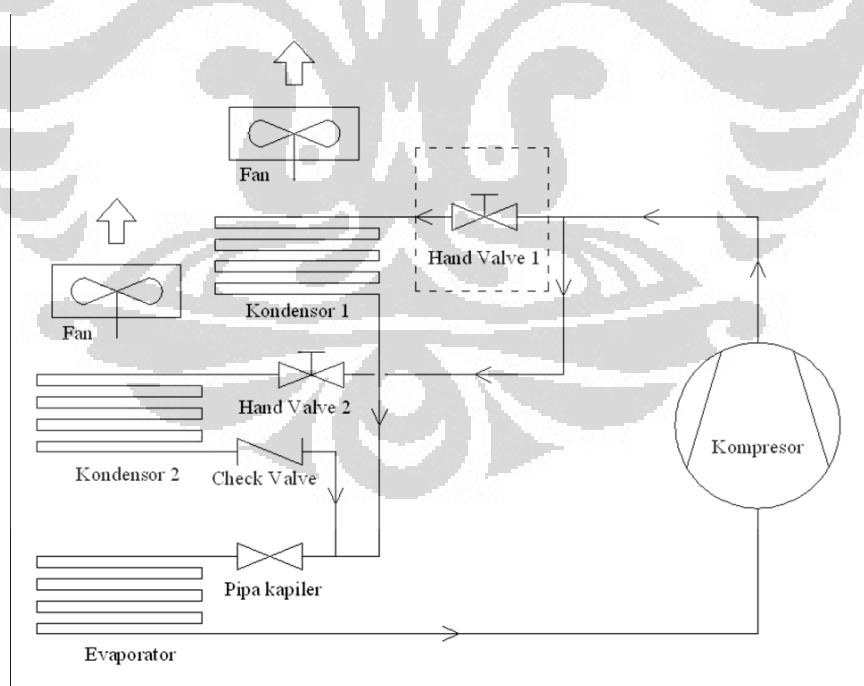 Fan
Hand Valve 1
Kondensor 1
Fan
Hand Valve 2
Kompresor
Kondensor 2
Check Valve
Pipa kapiler
Evaporator